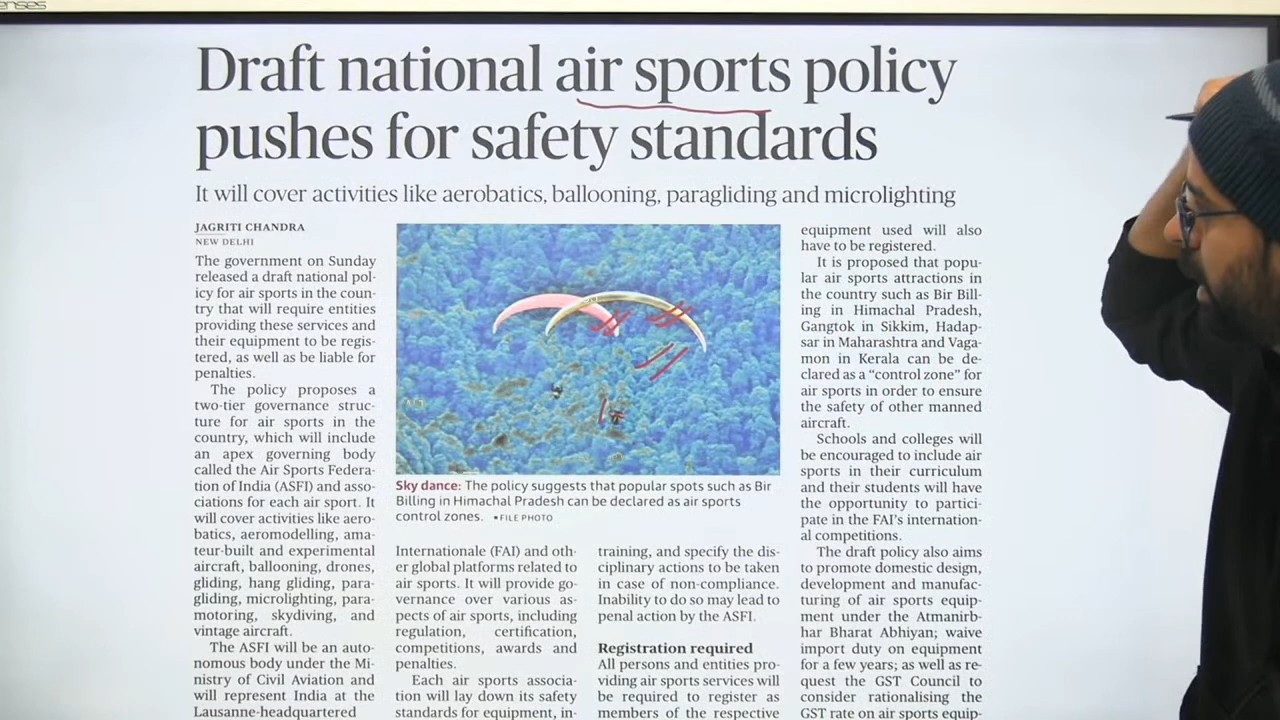 enses
Draft national air sports policy
pushes for safety standards
It will cover activities like aerobatics, ballooning, paragliding and microlighting
JAGRITI CHANDRA
NEW DELHI
The government on Sunday
released a draft national pol-
icy for air sports in the coun-
try that will require entities
providing these services and
their equipment to be regis-
tered, as well as be liable for
penalties.
The policy proposes a
two-tier governance struc-
ture for air sports in the
country, which will include
an apex governing body
called the Air Sports Federa-
tion of India (ASFI) and asso-
ciations for each air sport. It
will cover activities like aero-
batics, aeromodelling, ama-
teur-built and experimental
aircraft, ballooning, drones,
gliding, hang gliding, para-
gliding, microlighting, para-
motoring, skydiving, and
vintage aircraft.
The ASFI will be an auto-
nomous body under the Mi-
nistry of Civil Aviation and
will represent India at the
Lausanne-headquartered
Sky dance: The policy suggests that popular spots such as Bir
Billing in Himachal Pradesh can be declared as air sports
control zones. • FILE PHOTO
Internationale (FAI) and oth-
er global platforms related to
air sports. It will provide go-
vernance over various as-
pects of air sports, including
regulation, certification,
competitions, awards and
penalties.
Each air sports associa-
tion will lay down its safety
standards for equipment, in-
training, and specify the dis-
ciplinary actions to be taken
in case of non-compliance.
Inability to do so may lead to
penal action by the ASFI.
Registration required
All persons and entities pro-
viding air sports services will
be required to register as
members of the respective
equipment used will also
have to be registered.
It is proposed that popu-
lar air sports attractions in
the country such as Bir Bill-
ing in Himachal Pradesh,
Gangtok in Sikkim, Hadap-
sar in Maharashtra and Vaga-
mon in Kerala can be de-
clared as a “control zone” for
air sports in order to ensure
the safety of other manned
aircraft.
Schools and colleges will
be encouraged to include air
sports in their curriculum
and their students will have
the opportunity to partici-
pate in the FAI’s internation-
al competitions.
The draft policy also aims
to promote domestic design,
development and manufac-
turing of air sports equip-
ment under the Atmanirb-
har Bharat Abhiyan; waive
import duty on equipment
for a few years; as well as re-
quest the GST Council to
consider rationalising the
GST rate on air sports equip-